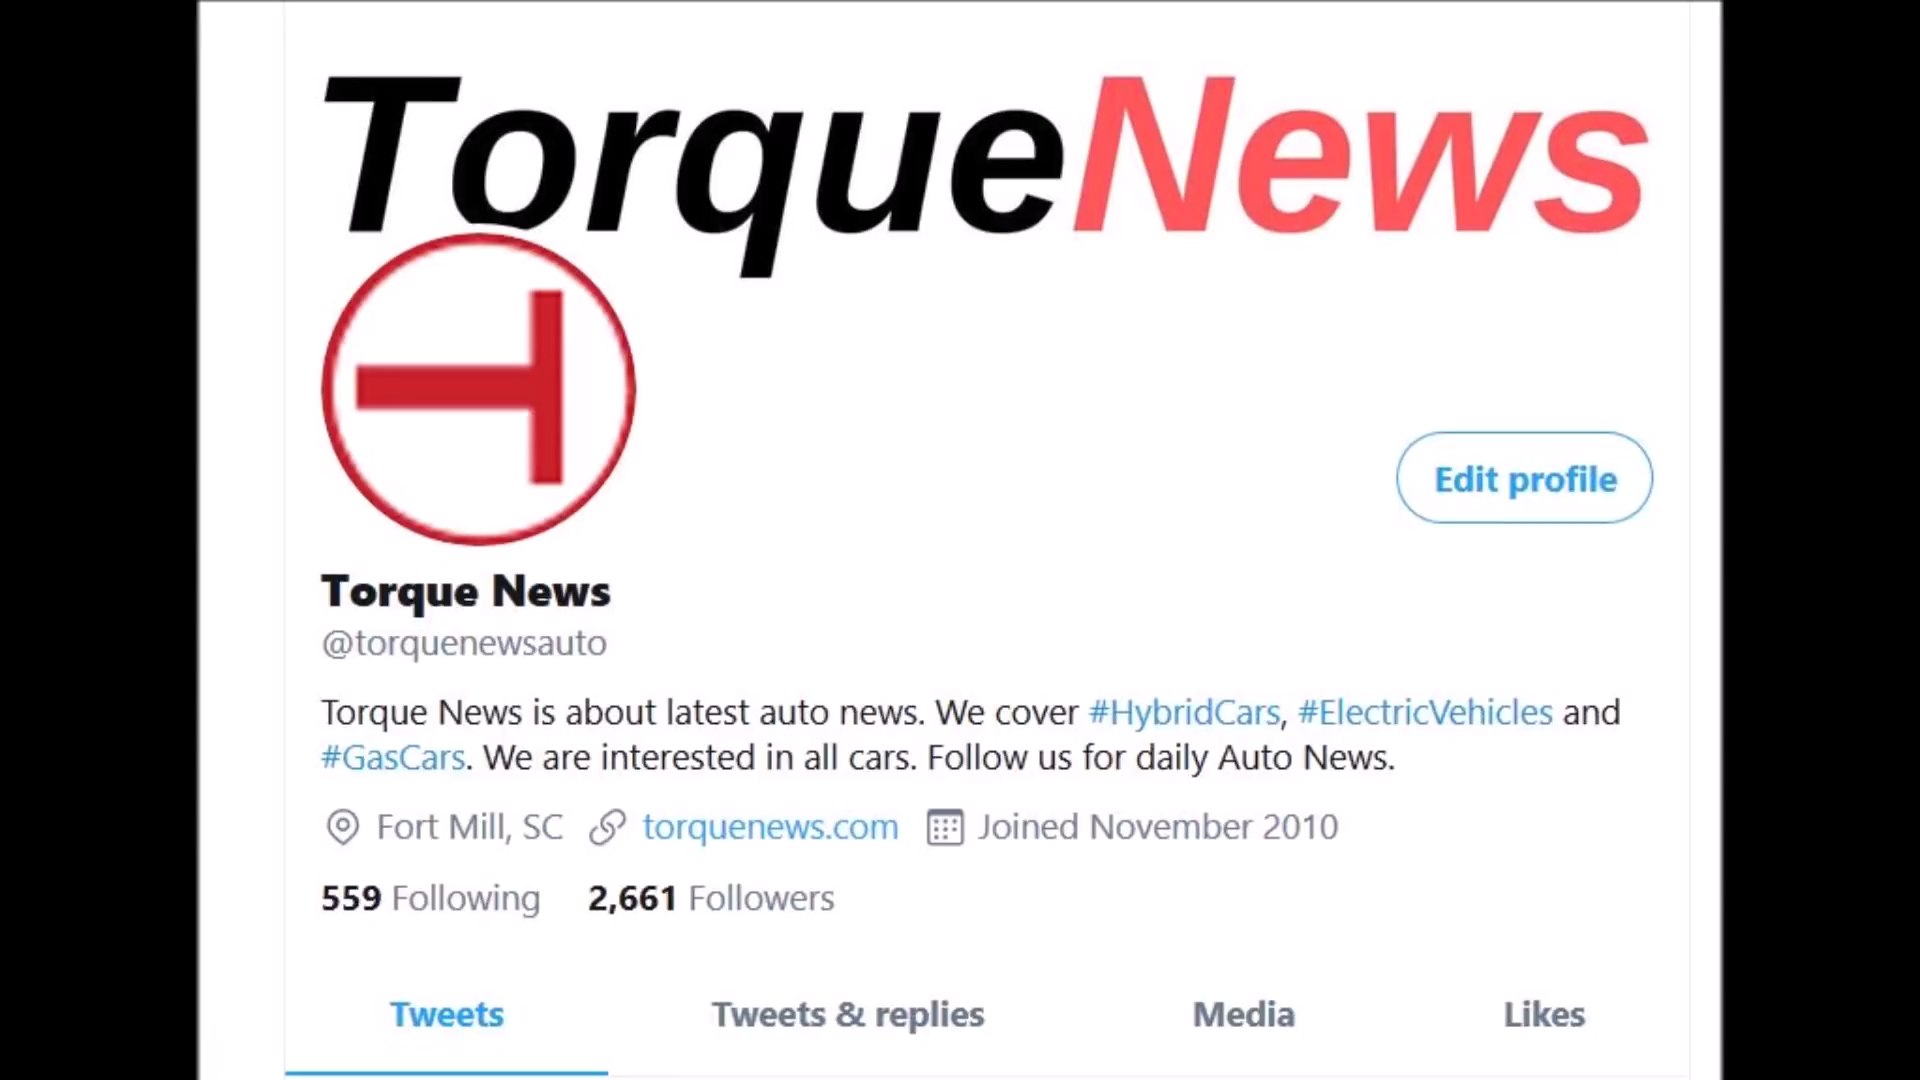 TorqueNews
T
Edit profile
Torque News
@torquenewsauto
Torque News is about latest auto news. We cover #HybridCars, #ElectricVehicles and
#GasCars. We are interested in all cars. Follow us for daily Auto News.
Fort Mill, SC torquenews.com Joined November 2010
559 Following 2,661 Followers
Tweets Tweets & replies Media Likes